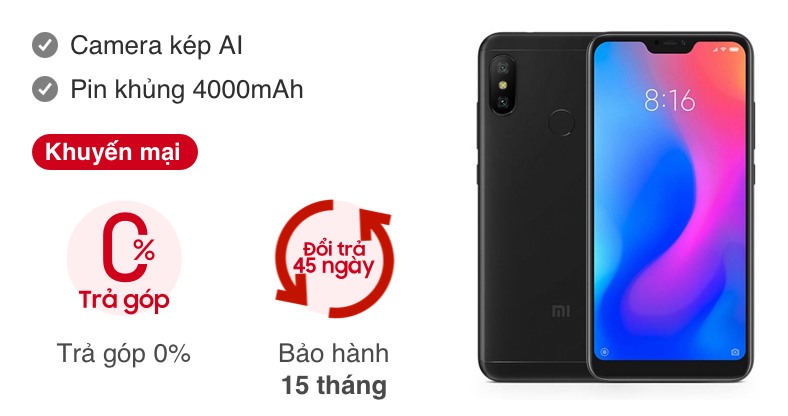 Camera kép AI
Pin khủng 4000mAh
Khuyến mại
0%
Trả góp
Đổi trả
45 ngày
Trả góp 0%
Bảo hành
15 tháng
8:16
mi